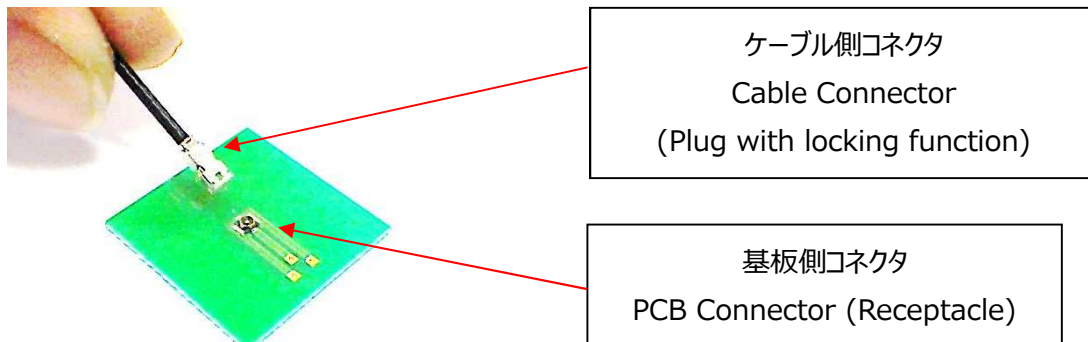 ケーブル側コネクタ
Cable Connector
(Plug with locking function)
基板側コネクタ
PCB Connector (Receptacle)